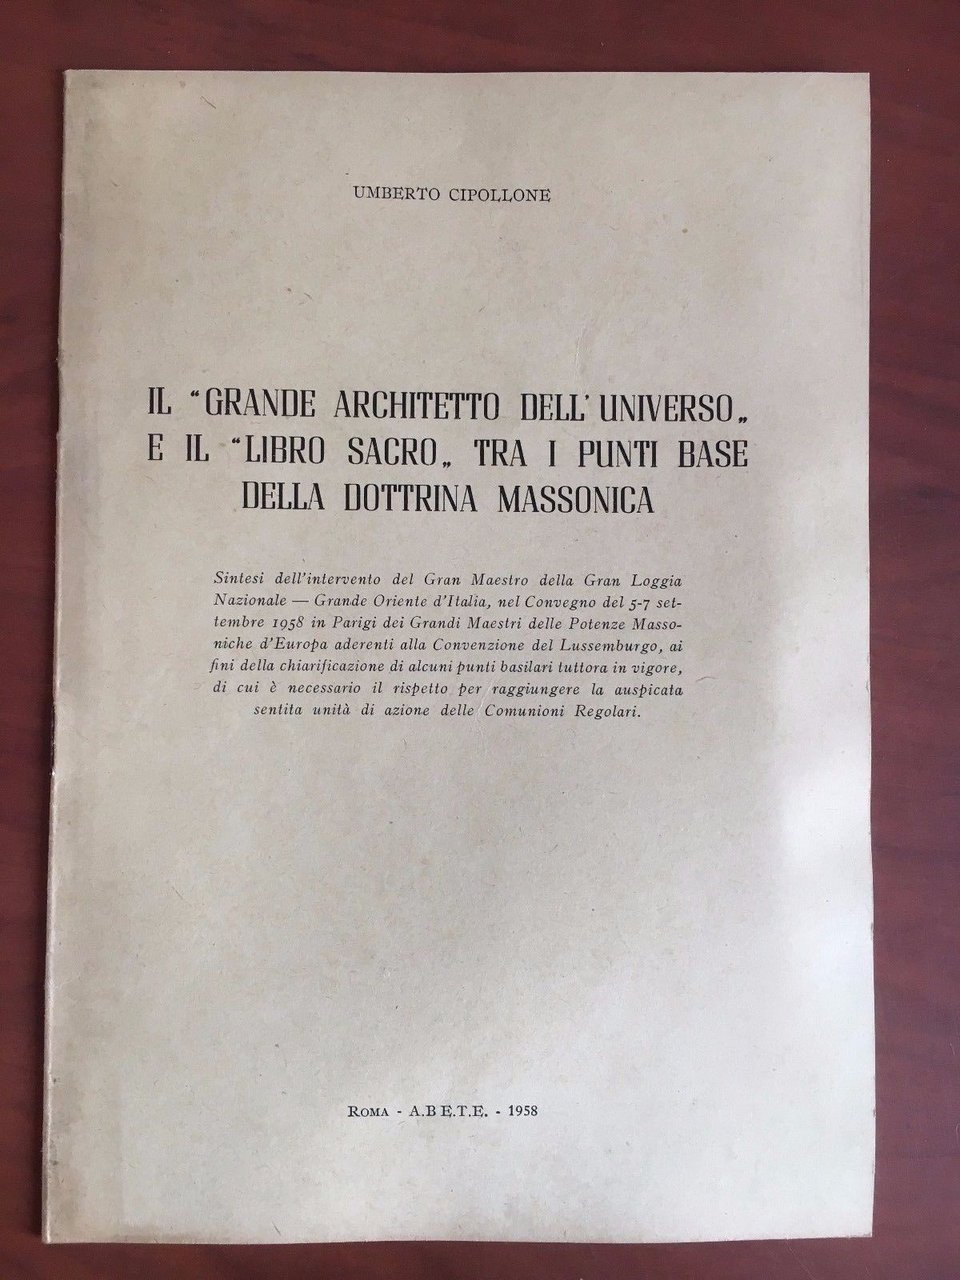 UMBERTO CIPOLLONE
IL “GRANDE ARCHITETTO DELL' UNIVERSO„
E IL “LIBRO SACRO„ TRA I PUNTI BASE
DELLA DOTTRINA MASSONICA
Sintesi dell'intervento del Gran Maestro della Gran Loggia
Nazionale — Grande Oriente d'Italia, nel Convegno del 5-7 set-
tembre 1958 in Parigi dei Grandi Maestri delle Potenze Masso-
niche d'Europa aderenti alla Convenzione del Lussemburgo, ai
fini della chiarificazione di alcuni punti basilari tuttora in vigore,
di cui è necessario il rispetto per raggiungere la auspicata
sentita unità di azione delle Comunioni Regolari.
ROMA - A.B E.T.E. - 1958